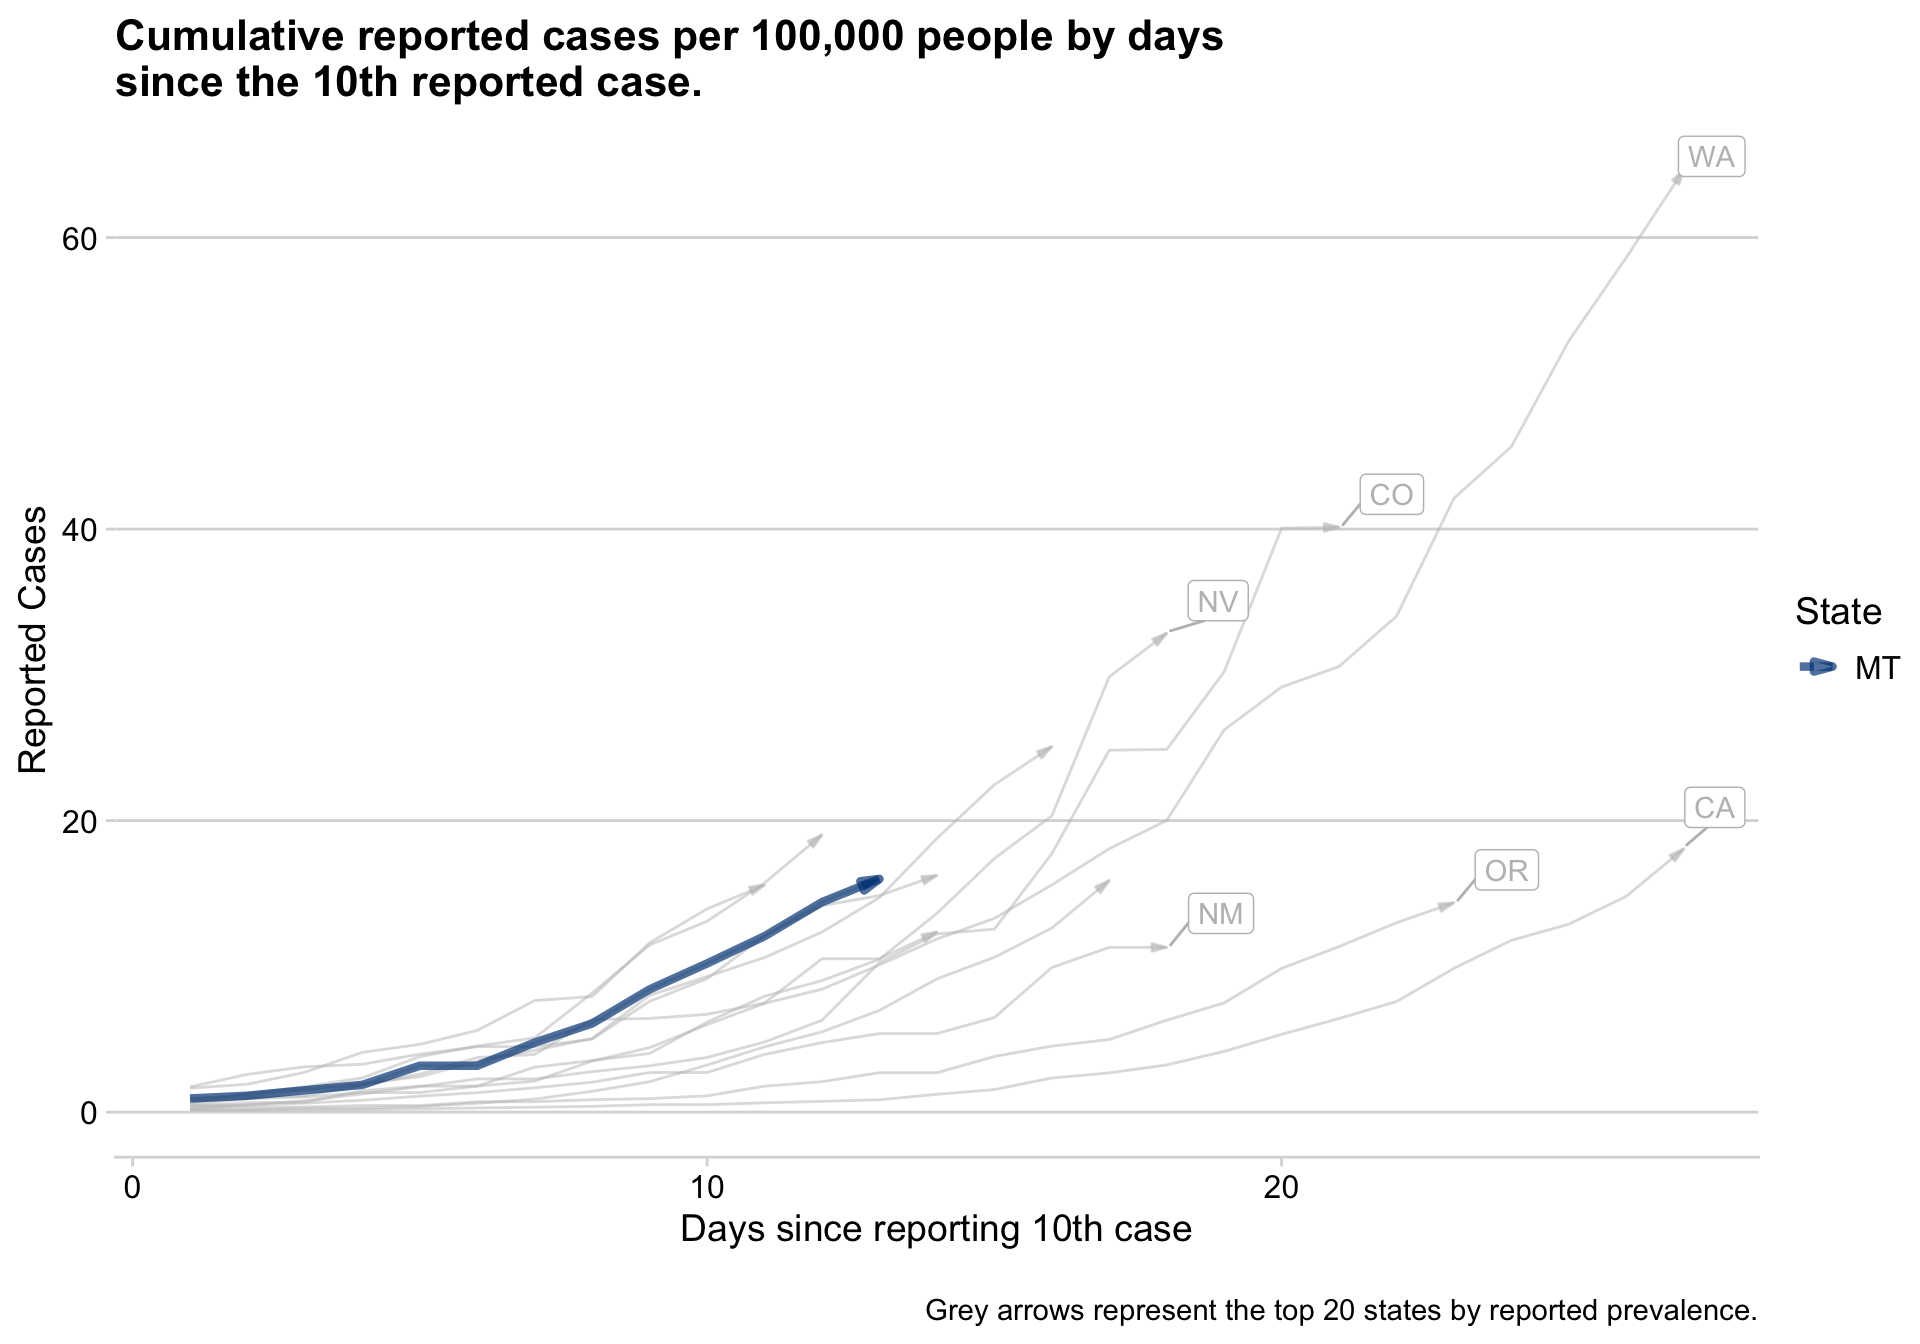 Cumulative reported cases per 100,000 people by days
since the 10th reported case.
WA
60
CO
40
NV
State
MT
Reported Cases
20
CA
OR
NM
0
0 10 20
Days since reporting 10th case
Grey arrows represent the top 20 states by reported prevalence.